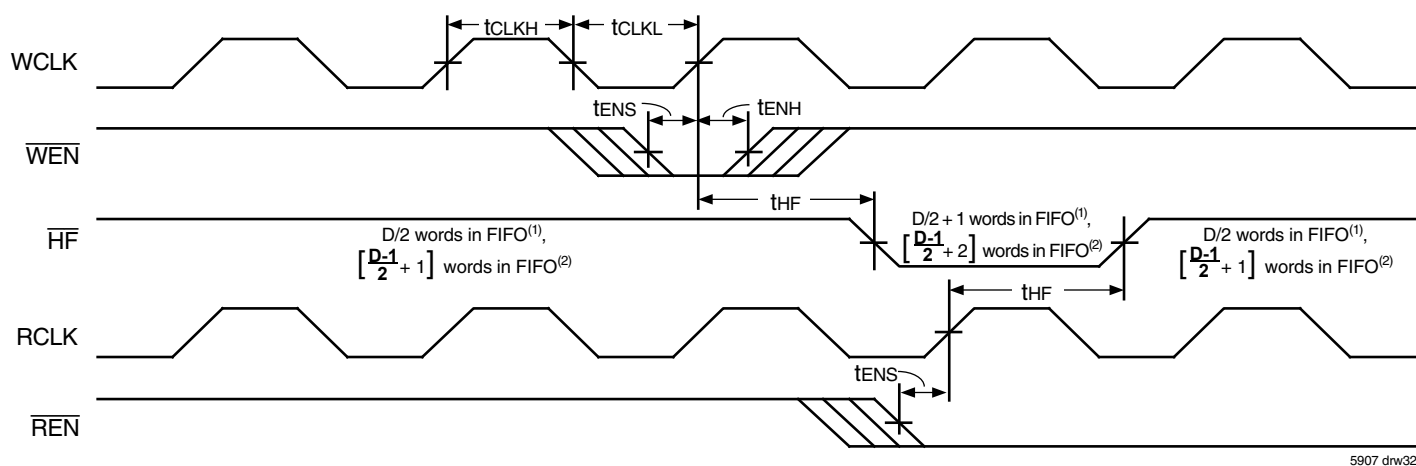 tCLKH
tCLKL
WCLK
tENS
tENH
WEN
tHF
HF
D/2 words in FIFO(1),
[D-1/2 + 1] words in FIFO(2)
D/2 + 1 words in FIFO(1),
[D-1/2 + 2] words in FIFO(2)
D/2 words in FIFO(1),
[D-1/2 + 1] words in FIFO(2)
tHF
RCLK
tENS
REN
5907 drw32